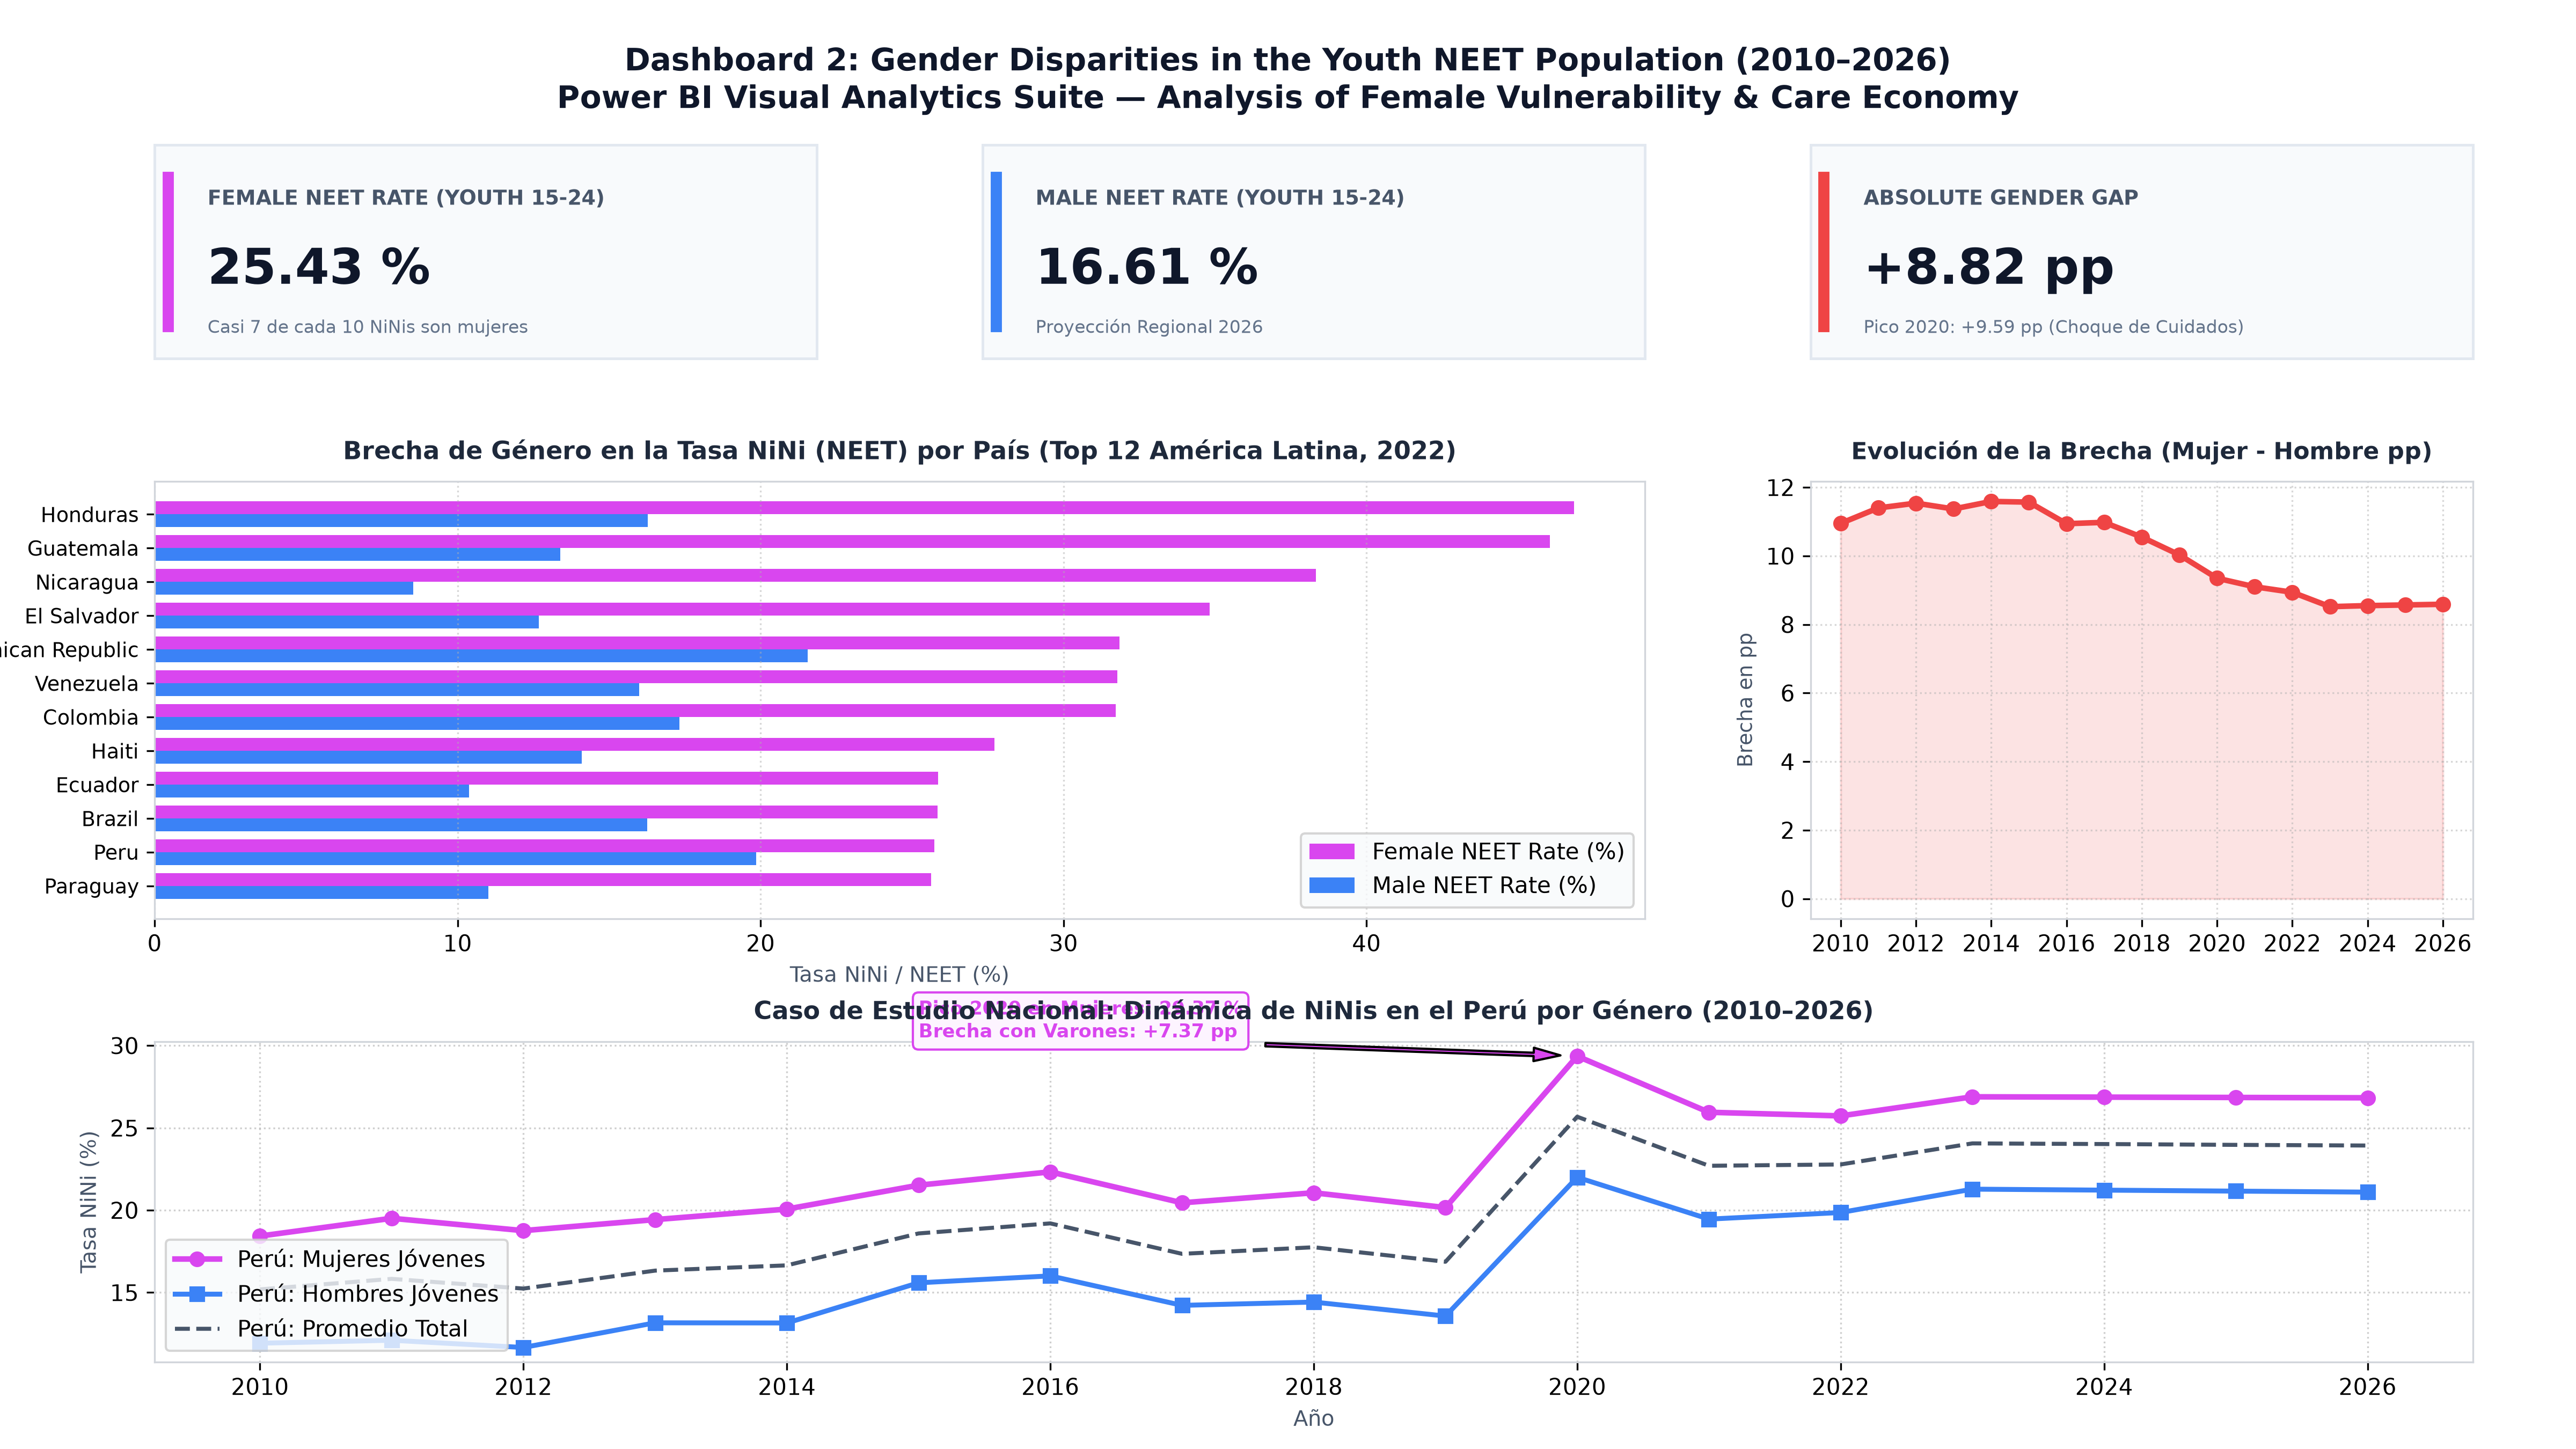 Dashboard 2: Gender Disparities in the Youth NEET Population (2010–2026)
Power BI Visual Analytics Suite — Analysis of Female Vulnerability & Care Economy
FEMALE NEET RATE (YOUTH 15-24)
25.43 %
Casi 7 de cada 10 NiNis son mujeres
MALE NEET RATE (YOUTH 15-24)
16.61 %
Proyección Regional 2026
ABSOLUTE GENDER GAP
+8.82 pp
Pico 2020: +9.59 pp (Choque de Cuidados)
Brecha de Género en la Tasa NiNi (NEET) por País (Top 12 América Latina, 2022)
Honduras
Guatemala
Nicaragua
El Salvador
ican Republic
Venezuela
Colombia
Haiti
Ecuador
Brazil
Peru
Paraguay
0 10 20 30 40
Tasa NiNi / NEET (%)
Female NEET Rate (%)
Male NEET Rate (%)
Evolución de la Brecha (Mujer - Hombre pp)
Brecha en pp
12
10
8
6
4
2
0
2010 2012 2014 2016 2018 2020 2022 2024 2026
Caso de Estudio Nacional: Dinámica de NiNis en el Perú por Género (2010–2026)
Pico 2020 en Mujeres: 29.37 %
Brecha con Varones: +7.37 pp
Tasa NiNi (%)
30
25
20
15
Perú: Mujeres Jóvenes
Perú: Hombres Jóvenes
Perú: Promedio Total
2010 2012 2014 2016 2018 2020 2022 2024 2026
Año